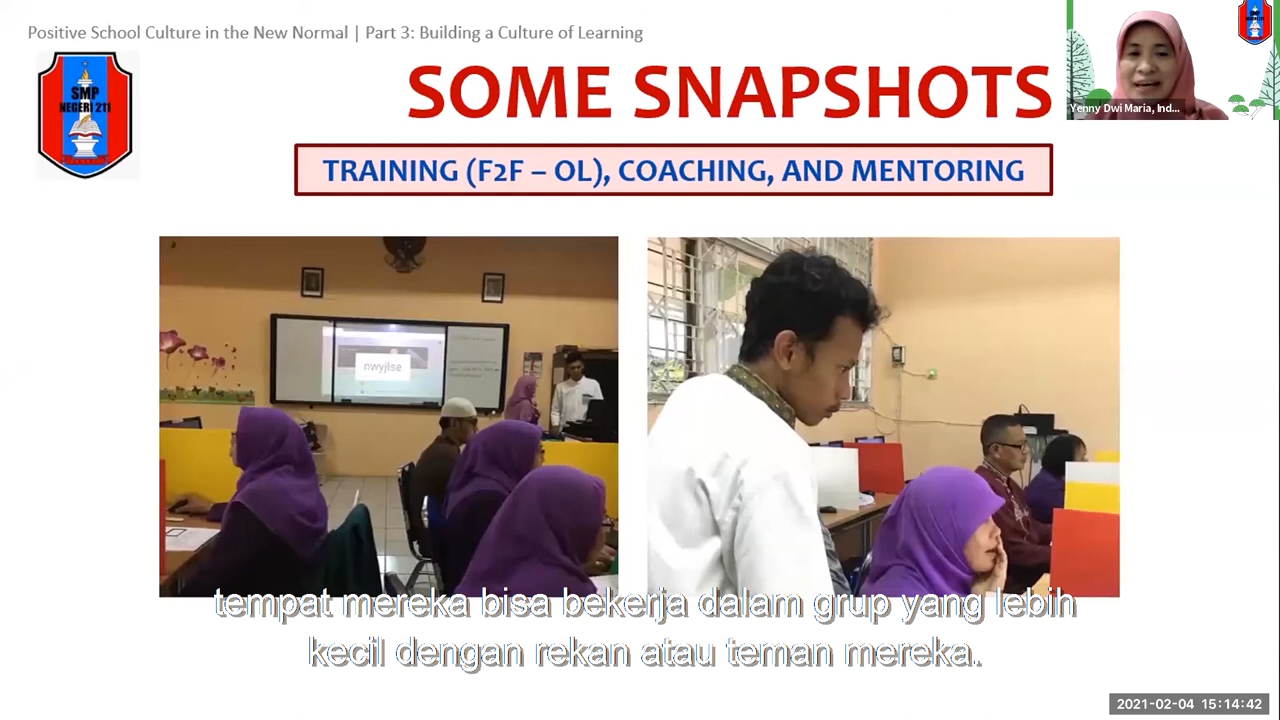 Positive School Culture in the New Normal | Part 3: Building a Culture of Learning
SMP
NEGERI 211
SOME SNAPSHOTS
Yenny Dwi Maria, Ind...
TRAINING (F2F – OL), COACHING, AND MENTORING
nwyjlse
tempat mereka bisa bekerja dalam grup yang lebih
kecil dengan rekan atau teman mereka.
2021-02-04 15:14:42